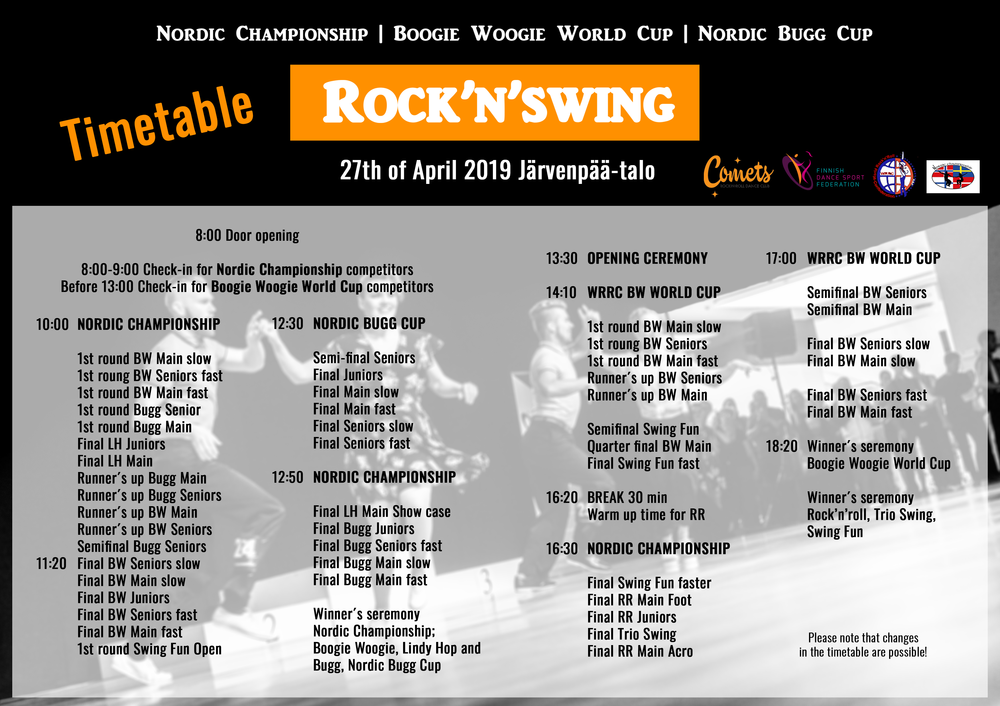 Nordic Championship | Boogie Woogie World Cup | Nordic Bugg Cup
Timetable
Rock'n'swing
27th of April 2019 Järvenpää-talo
Comets
ROCK-N-ROLL DANCE CLUB
FINNISH
DANCE SPORT
FEDERATION
World Rock'n'Roll
WRRC
Confederation
Nordic Championship
8:00 Door opening
8:00-9:00 Check-in for Nordic Championship competitors
Before 13:00 Check-in for Boogie Woogie World Cup competitors
10:00 NORDIC CHAMPIONSHIP
1st round BW Main slow
1st roung BW Seniors fast
1st round BW Main fast
1st round Bugg Senior
1st round Bugg Main
Final LH Juniors
Final LH Main
Runner´s up Bugg Main
Runner´s up Bugg Seniors
Runner´s up BW Main
Runner´s up BW Seniors
Semifinal Bugg Seniors
11:20 Final BW Seniors slow
Final BW Main slow
Final BW Juniors
Final BW Seniors fast
Final BW Main fast
1st round Swing Fun Open
12:30 NORDIC BUGG CUP
Semi-final Seniors
Final Juniors
Final Main slow
Final Main fast
Final Seniors slow
Final Seniors fast
12:50 NORDIC CHAMPIONSHIP
Final LH Main Show case
Final Bugg Juniors
Final Bugg Seniors fast
Final Bugg Main slow
Final Bugg Main fast
Winner´s seremony
Nordic Championship;
Boogie Woogie, Lindy Hop and
Bugg, Nordic Bugg Cup
13:30 OPENING CEREMONY
14:10 WRRC BW WORLD CUP
1st round BW Main slow
1st roung BW Seniors
1st round BW Main fast
Runner´s up BW Seniors
Runner´s up BW Main
Semifinal Swing Fun
Quarter final BW Main
Final Swing Fun fast
16:20 BREAK 30 min
Warm up time for RR
16:30 NORDIC CHAMPIONSHIP
Final Swing Fun faster
Final RR Main Foot
Final RR Juniors
Final Trio Swing
Final RR Main Acro
17:00 WRRC BW WORLD CUP
Semifinal BW Seniors
Semifinal BW Main
Final BW Seniors slow
Final BW Main slow
Final BW Seniors fast
Final BW Main fast
18:20 Winner´s seremony
Boogie Woogie World Cup
Winner´s seremony
Rock'n'roll, Trio Swing,
Swing Fun
Please note that changes
in the timetable are possible!
2
3